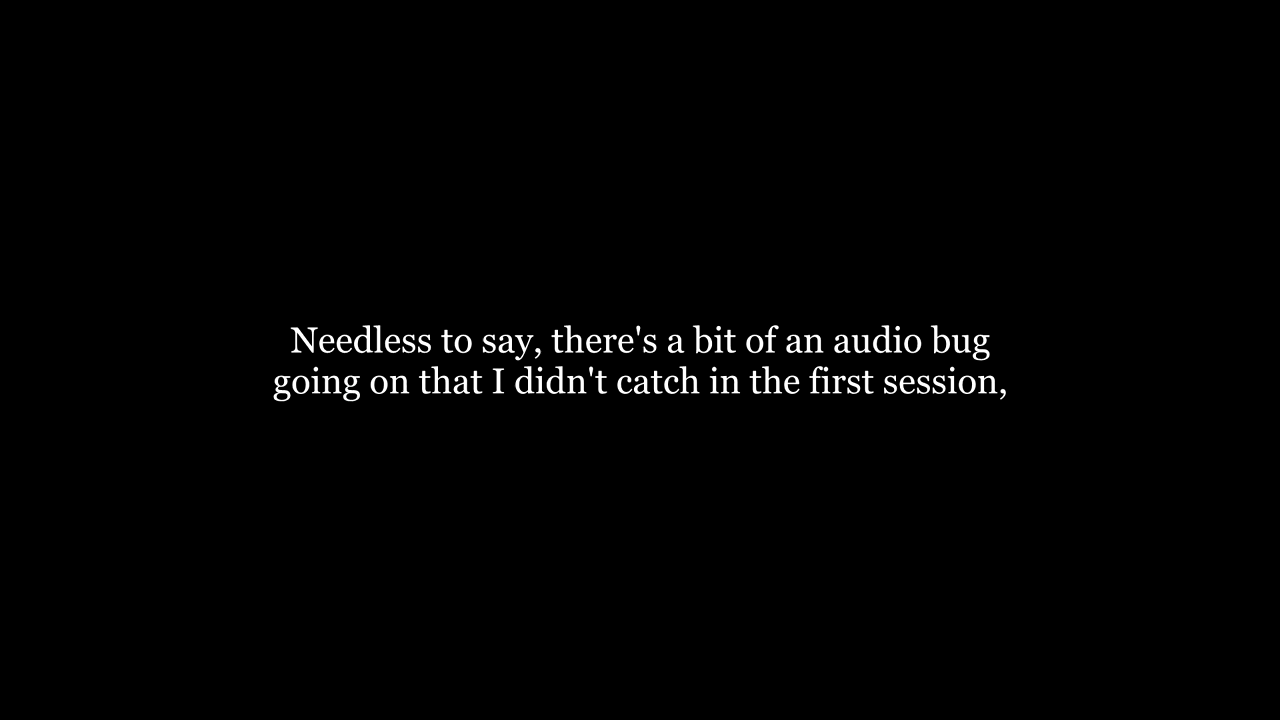 Needless to say, there's a bit of an audio bug
going on that I didn't catch in the first session,